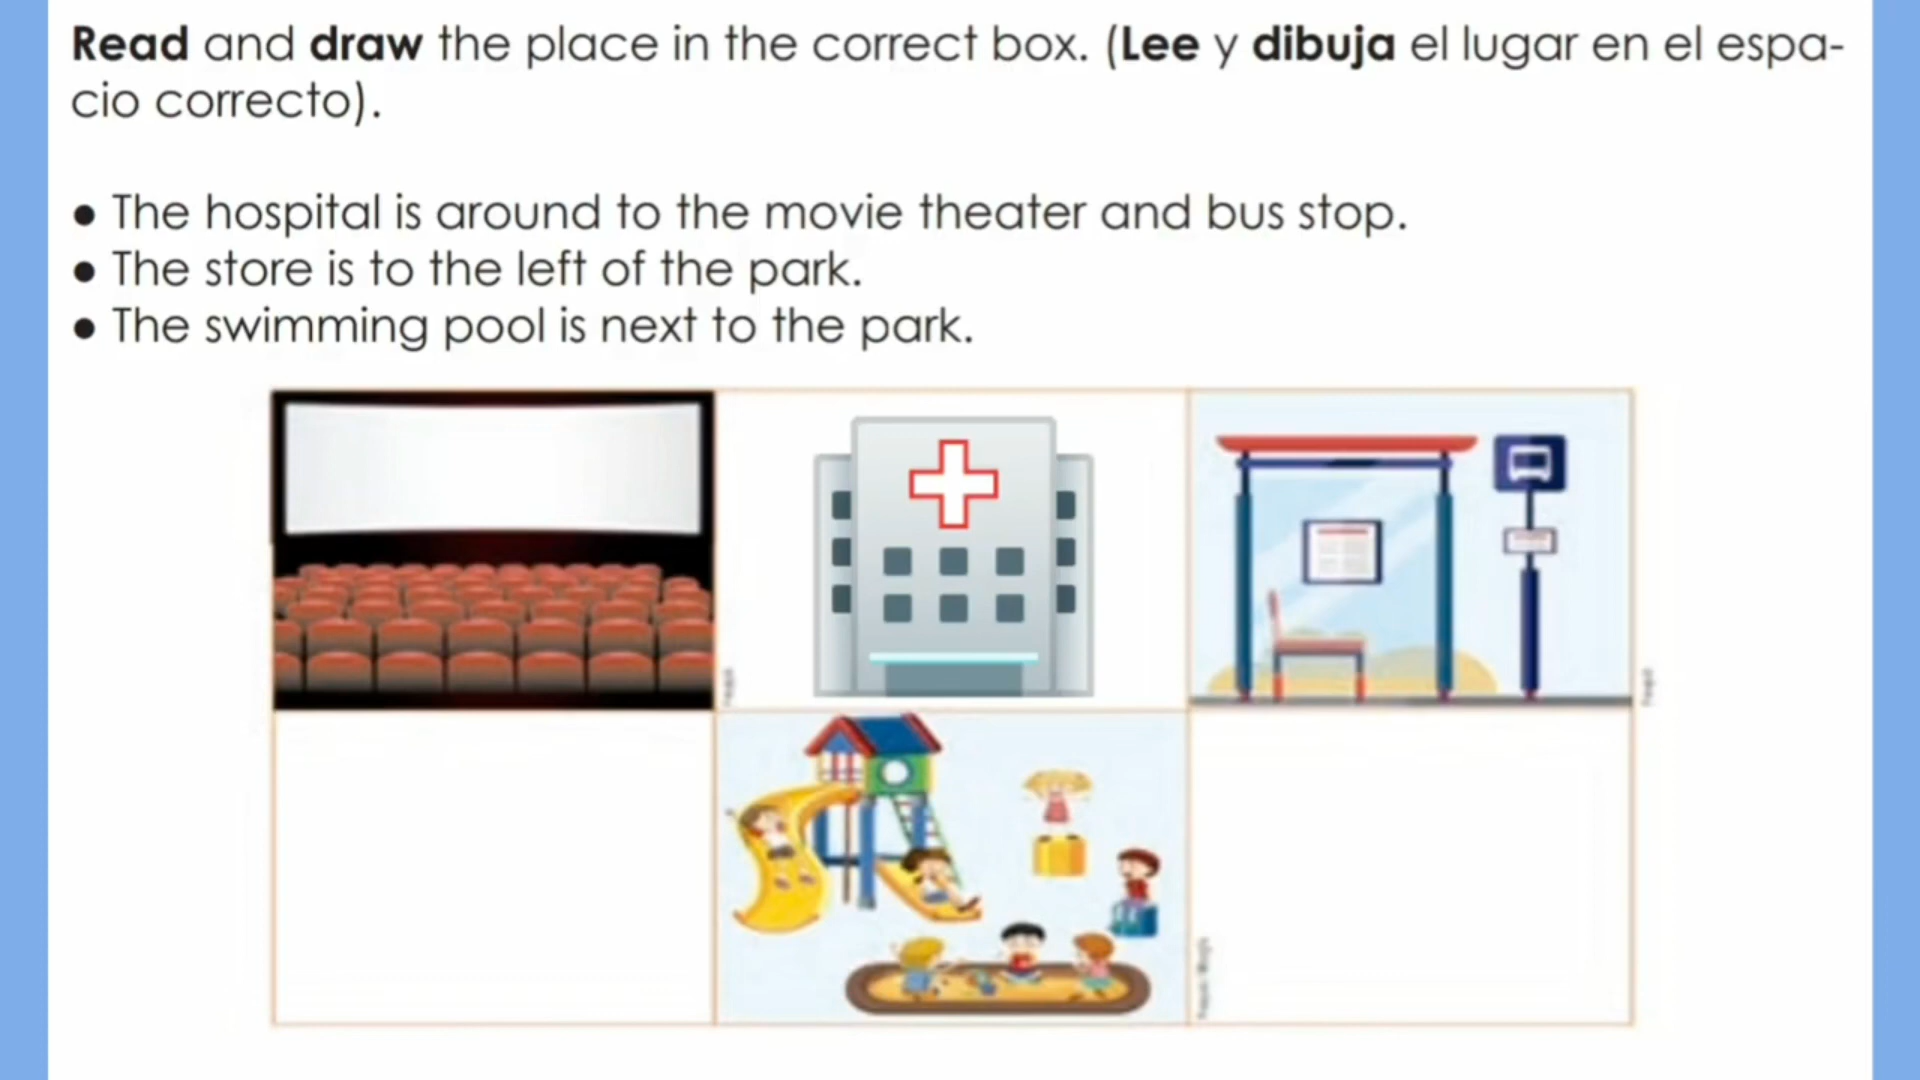 Read and draw the place in the correct box. (Lee y dibuja el lugar en el espa-
cio correcto).
● The hospital is around to the movie theater and bus stop.
● The store is to the left of the park.
● The swimming pool is next to the park.